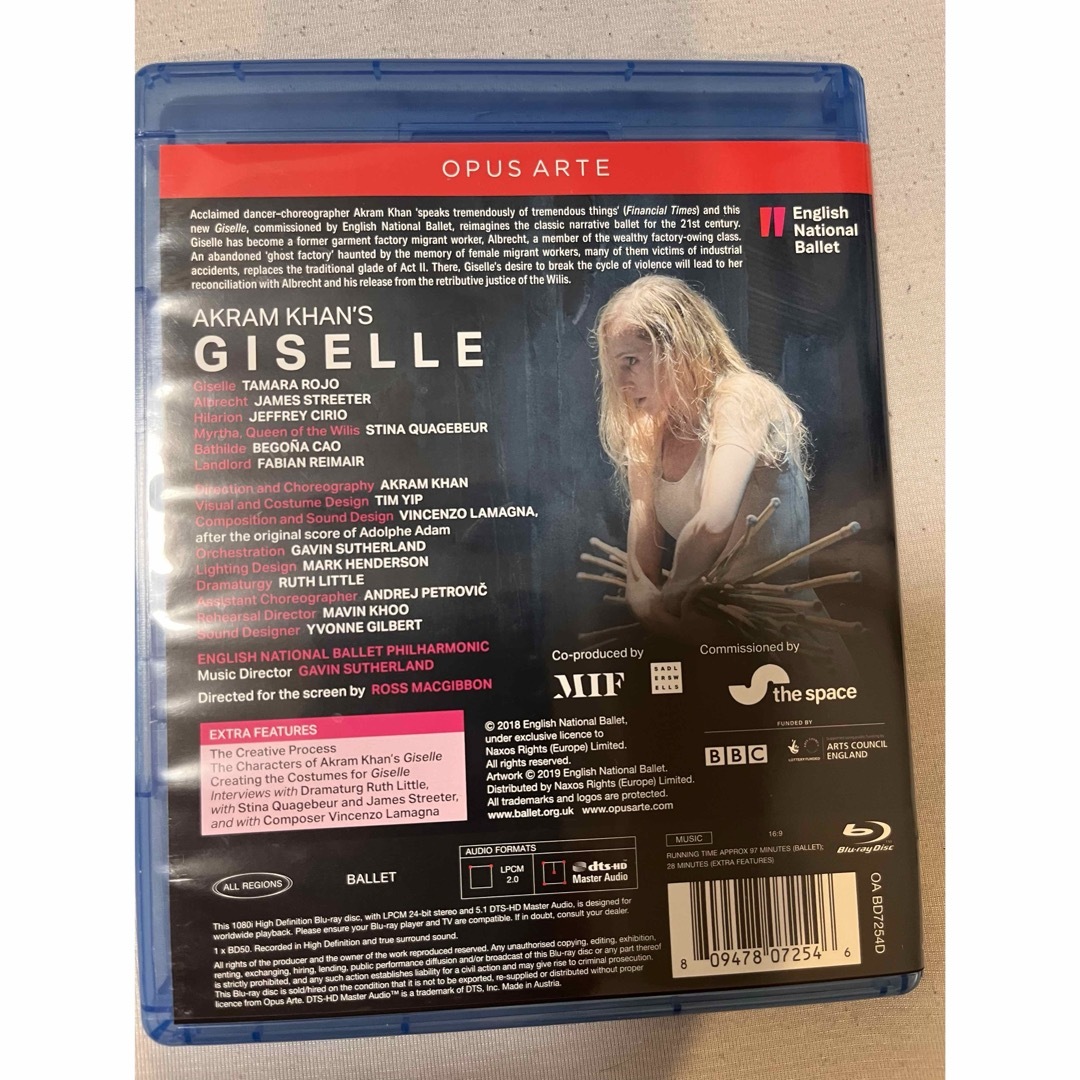 OPUS ARTE
Acclaimed dancer–choreographer Akram Khan 'speaks tremendously of tremendous things' (Financial Times) and this
new Giselle, commissioned by English National Ballet, reimagines the classic narrative ballet for the 21st century.
Giselle has become a former garment factory migrant worker, Albrecht, a member of the wealthy factory-owing class.
An abandoned 'ghost factory' haunted by the memory of female migrant workers, many of them victims of industrial
accidents, replaces the traditional glade of Act II. There, Giselle's desire to break the cycle of violence will lead to her
reconciliation with Albrecht and his release from the retributive justice of the Wilis.
English
National
Ballet
AKRAM KHAN'S
GISELLE
Giselle TAMARA ROJO
Albrecht JAMES STREETER
Hilarion JEFFREY CIRIO
Myrtha, Queen of the Wilis STINA QUAGEBEUR
Bathilde BEGOÑA CAO
Landlord FABIAN REIMAIR
Direction and Choreography AKRAM KHAN
Visual and Costume Design TIM YIP
Composition and Sound Design VINCENZO LAMAGNA,
after the original score of Adolphe Adam
Orchestration GAVIN SUTHERLAND
Lighting Design MARK HENDERSON
Dramaturgy RUTH LITTLE
Assistant Choreographer ANDREJ PETROVIČ
Rehearsal Director MAVIN KHOO
Sound Designer YVONNE GILBERT
ENGLISH NATIONAL BALLET PHILHARMONIC
Music Director GAVIN SUTHERLAND
Directed for the screen by ROSS MACGIBBON
Co-produced by
MIF
SADL
ERSW
ELLS
Commissioned by
the space
FUNDED BY
BBC
LOTTERY FUNDED
ARTS COUNCIL
ENGLAND
EXTRA FEATURES
The Creative Process
The Characters of Akram Khan's Giselle
Creating the Costumes for Giselle
Interviews with Dramaturg Ruth Little,
with Stina Quagebeur and James Streeter,
and with Composer Vincenzo Lamagna
© 2018 English National Ballet,
under exclusive licence to
Naxos Rights (Europe) Limited.
All rights reserved.
Artwork © 2019 English National Ballet.
Distributed by Naxos Rights (Europe) Limited.
All trademarks and logos are protected.
www.ballet.org.uk www.opusarte.com
ALL REGIONS
BALLET
AUDIO FORMATS
LPCM
2.0
dts-HD
Master Audio
MUSIC
16:9
RUNNING TIME APPROX 97 MINUTES (BALLET);
28 MINUTES (EXTRA FEATURES)
Blu-ray Disc
This 1080i High Definition Blu-ray disc, with LPCM 24-bit stereo and 5.1 DTS-HD Master Audio, is designed for
worldwide playback. Please ensure your Blu-ray player and TV are compatible. If in doubt, consult your dealer.
1 x BD50. Recorded in High Definition and true surround sound.
All rights of the producer and the owner of the work reproduced reserved. Any unauthorised copying, editing, exhibition,
renting, exchanging, hiring, lending, public performance diffusion and/or broadcast of this Blu-ray disc or any part thereof
is strictly prohibited, and any such action establishes liability for a civil action and may give rise to criminal prosecution.
This Blu-ray disc is sold/hired on the condition that it is not to be exported, re-supplied or distributed without proper
licence from Opus Arte. DTS-HD Master Audio™ is a trademark of DTS, Inc. Made in Austria.
8 09478 07254 6
OA BD7254D